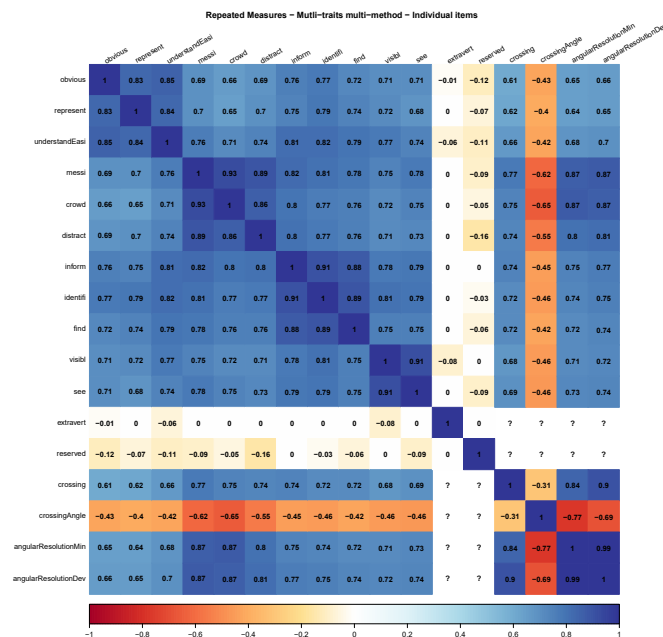 Repeated Measures − Mutli−traits multi−method − Individual items
obvious represent understandEasi messi crowd distract inform identifi find visibl see extravert reserved crossing crossingAngle angularResolutionMin angularResolutionDe
obvious 1 0.83 0.85 0.69 0.66 0.69 0.76 0.77 0.72 0.71 0.71 −0.01 −0.12 0.61 −0.43 0.65 0.66
represent 0.83 1 0.84 0.7 0.65 0.7 0.75 0.79 0.74 0.72 0.68 0 −0.07 0.62 −0.4 0.64 0.65
understandEasi 0.85 0.84 1 0.76 0.71 0.74 0.81 0.82 0.79 0.77 0.74 −0.06 −0.11 0.66 −0.42 0.68 0.7
messi 0.69 0.7 0.76 1 0.93 0.89 0.82 0.81 0.78 0.75 0.78 0 −0.09 0.77 −0.62 0.87 0.87
crowd 0.66 0.65 0.71 0.93 1 0.86 0.8 0.77 0.76 0.72 0.75 0 −0.05 0.75 −0.65 0.87 0.87
distract 0.69 0.7 0.74 0.89 0.86 1 0.8 0.77 0.76 0.71 0.73 0 −0.16 0.74 −0.55 0.8 0.81
inform 0.76 0.75 0.81 0.82 0.8 0.8 1 0.91 0.88 0.78 0.79 0 0 0.74 −0.45 0.75 0.77
identifi 0.77 0.79 0.82 0.81 0.77 0.77 0.91 1 0.89 0.81 0.79 0 −0.03 0.72 −0.46 0.74 0.75
find 0.72 0.74 0.79 0.78 0.76 0.76 0.88 0.89 1 0.75 0.75 0 −0.06 0.72 −0.42 0.72 0.74
visibl 0.71 0.72 0.77 0.75 0.72 0.71 0.78 0.81 0.75 1 0.91 −0.08 0 0.68 −0.46 0.71 0.72
see 0.71 0.68 0.74 0.78 0.75 0.73 0.79 0.79 0.75 0.91 1 0 −0.09 0.69 −0.46 0.73 0.74
extravert −0.01 0 −0.06 0 0 0 0 0 0 −0.08 0 1 0 ? ? ? ?
reserved −0.12 −0.07 −0.11 −0.09 −0.05 −0.16 0 −0.03 −0.06 0 −0.09 0 1 ? ? ? ?
crossing 0.61 0.62 0.66 0.77 0.75 0.74 0.74 0.72 0.72 0.68 0.69 ? ? 1 −0.31 0.84 0.9
crossingAngle −0.43 −0.4 −0.42 −0.62 −0.65 −0.55 −0.45 −0.46 −0.42 −0.46 −0.46 ? ? −0.31 1 −0.77 −0.69
angularResolutionMin 0.65 0.64 0.68 0.87 0.87 0.8 0.75 0.74 0.72 0.71 0.73 ? ? 0.84 −0.77 1 0.99
angularResolutionDev 0.66 0.65 0.7 0.87 0.87 0.81 0.77 0.75 0.74 0.72 0.74 ? ? 0.9 −0.69 0.99 1
−1 −0.8 −0.6 −0.4 −0.2 0 0.2 0.4 0.6 0.8 1